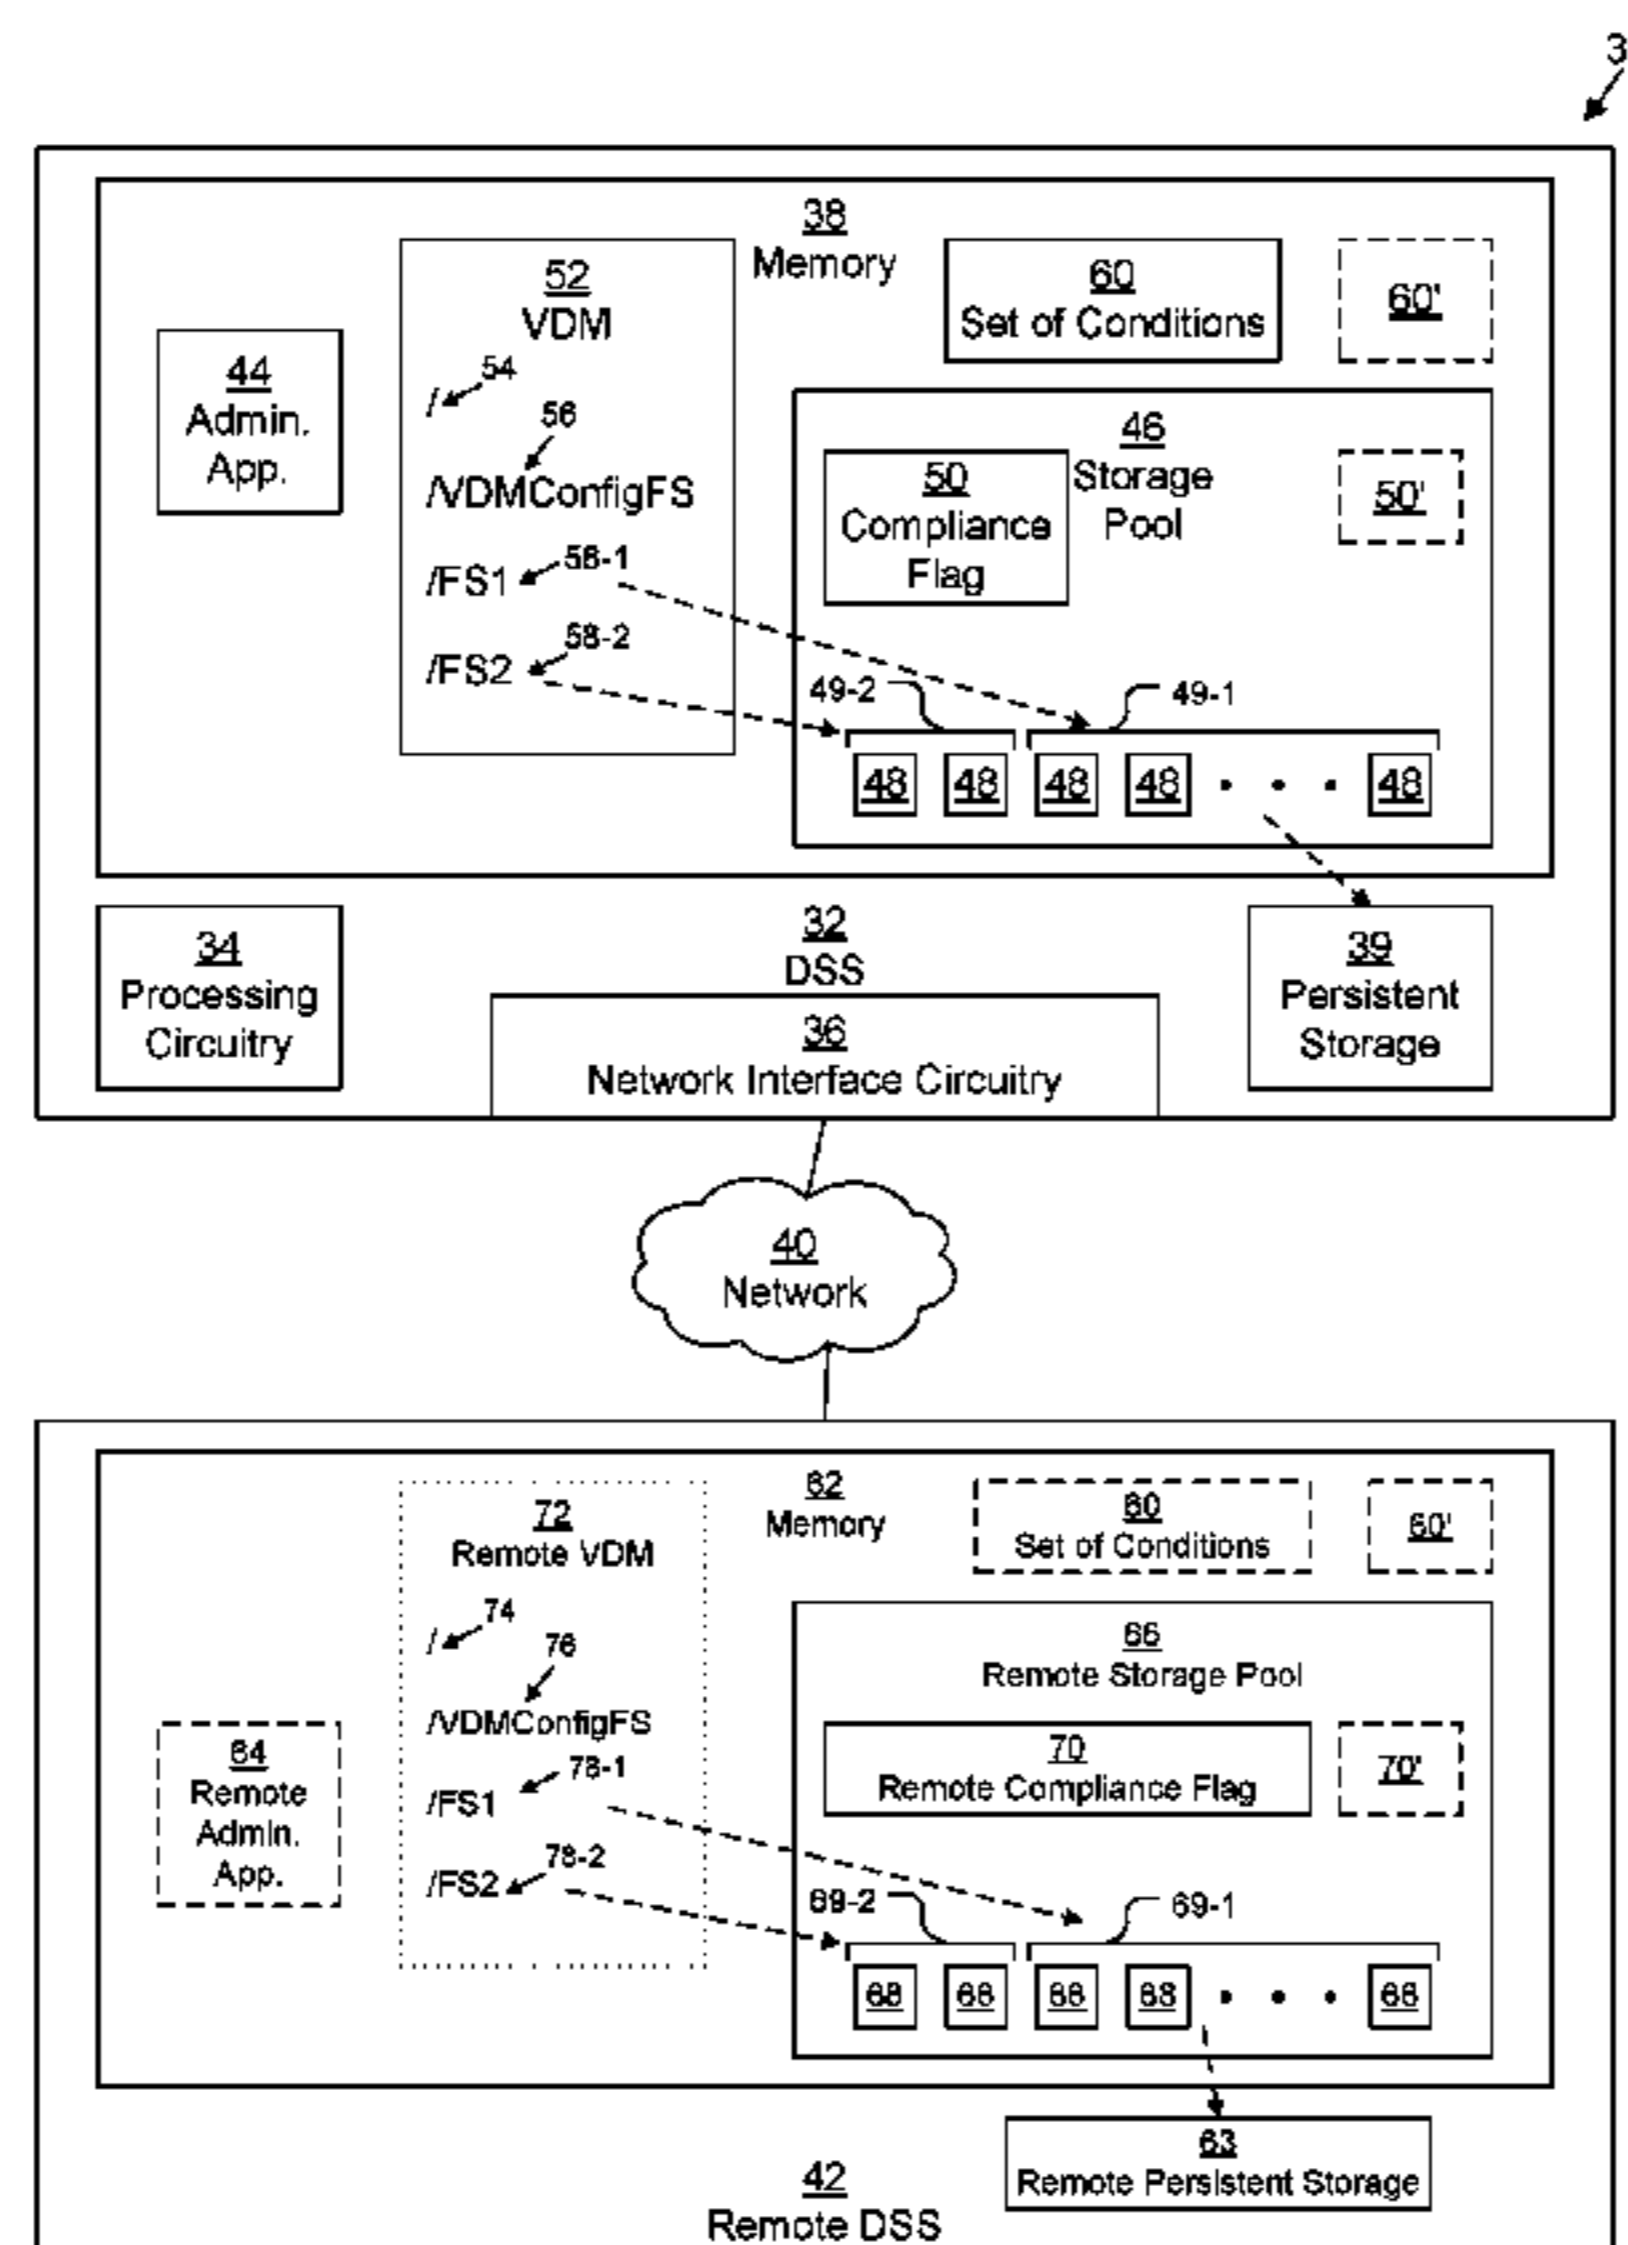 3
38
Memory
52
VDM
60
Set of Conditions
60'
44
Admin.
App.
/
54
56
/VDMConfigFS
/FS1
58-1
/FS2
58-2
46
Storage
Pool
50
Compliance
Flag
50'
49-2
49-1
48
48
48
48
• • •
48
34
Processing
Circuitry
32
DSS
36
Network Interface Circuitry
39
Persistent
Storage
40
Network
62
Memory
72
Remote VDM
60
Set of Conditions
60'
/
74
76
/VDMConfigFS
64
Remote
Admin.
App.
/FS1
78-1
/FS2
78-2
66
Remote Storage Pool
70
Remote Compliance Flag
70'
69-2
69-1
68
68
68
68
• • •
68
63
Remote Persistent Storage
42
Remote DSS